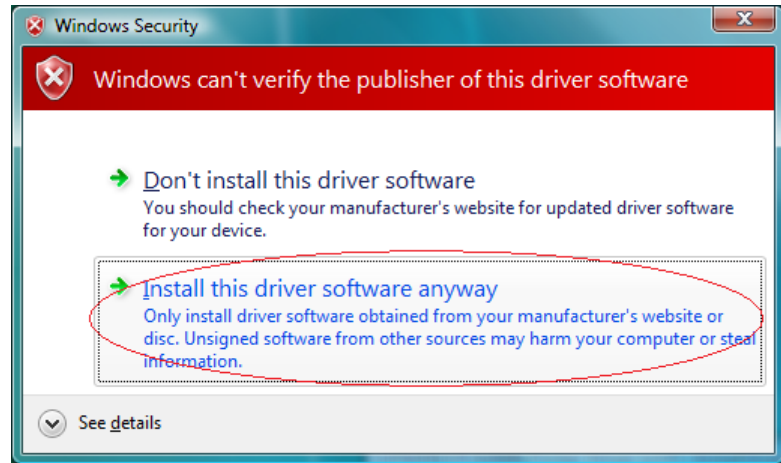 Windows Security
Windows can't verify the publisher of this driver software
Don't install this driver software
You should check your manufacturer's website for updated driver software
for your device.
Install this driver software anyway
Only install driver software obtained from your manufacturer's website or
disc. Unsigned software from other sources may harm your computer or steal
information.
See details